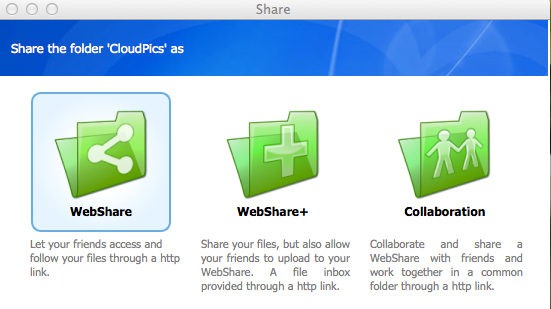 Share
Share the folder 'CloudPics' as
WebShare
Let your friends access and
follow your files through a http
link.
WebShare+
Share your files, but also allow
your friends to upload to your
WebShare. A file inbox
provided through a http link.
Collaboration
Collaborate and share a
WebShare with friends and
work together in a common
folder through a http link.